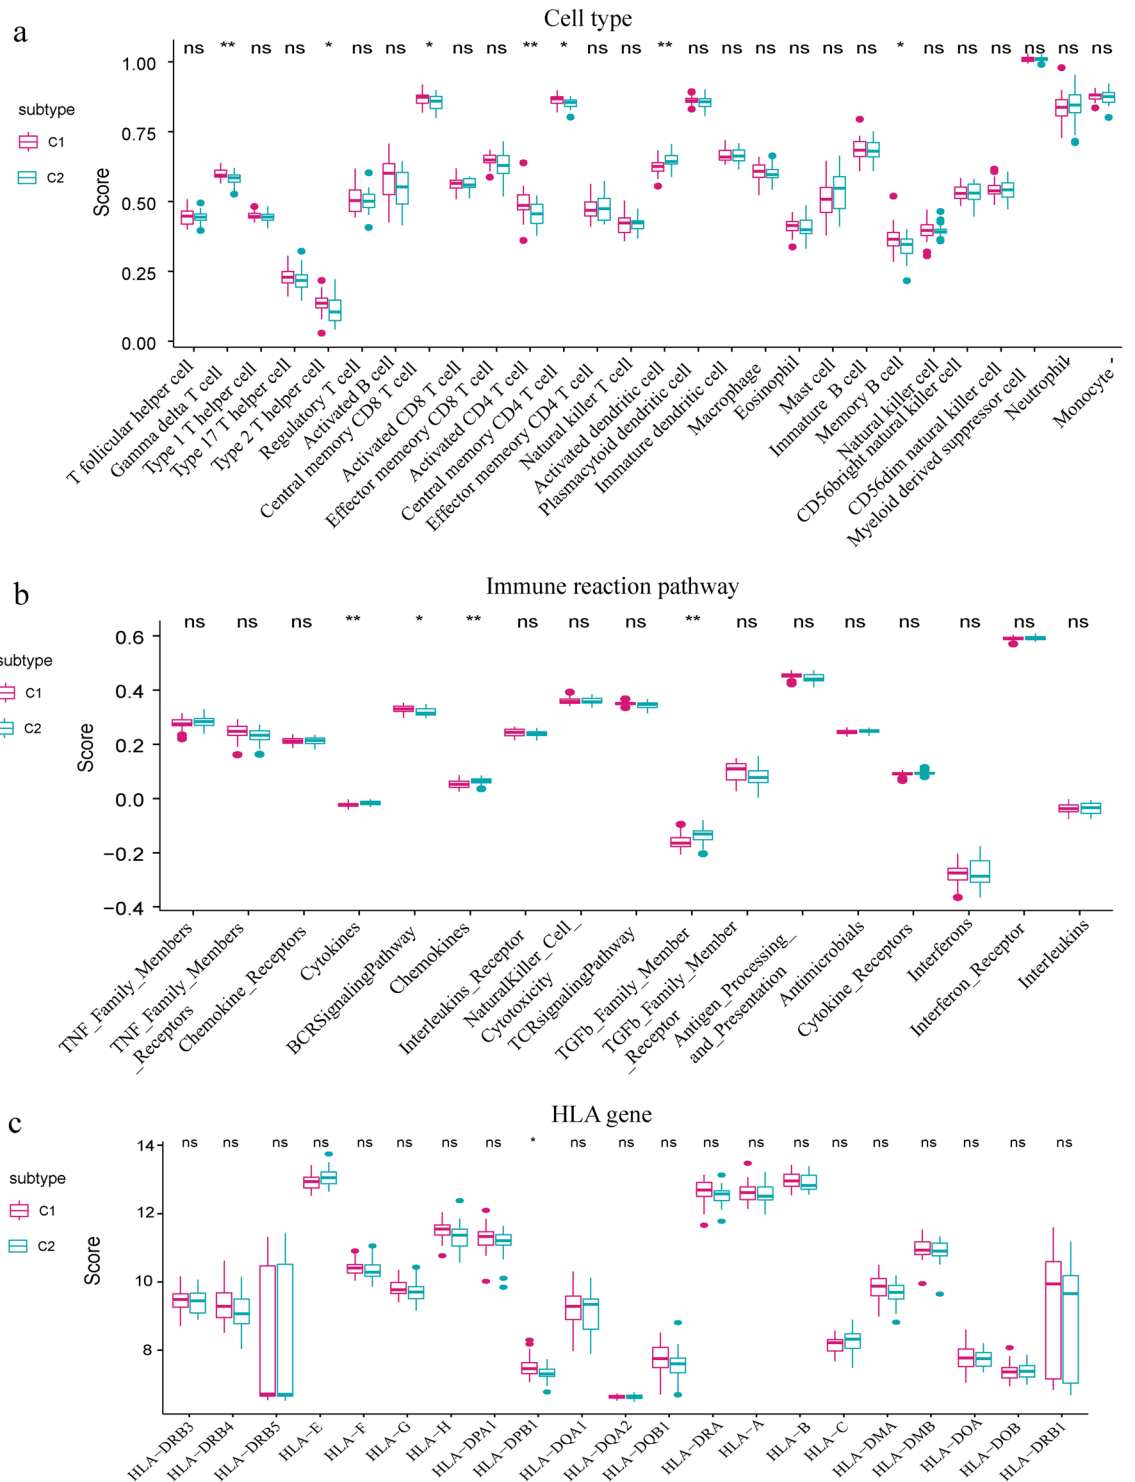 a
Cell type
ns ** ns ns * ns ns * ns ns ** * ns ns ** ns ns ns ns ns ns * ns ns ns ns ns ns
subtype
C1
C2
Score
1.00
0.75
0.50
0.25
0.00
T follicular helper cell
Gamma delta T cell
Type 1 T helper cell
Type 17 T helper cell
Type 2 T helper cell
Regulatory T cell
Activated B cell
Central memory CD8 T cell
Activated CD8 T cell
Effector memeory CD8 T cell
Activated CD4 T cell
Central memory CD4 T cell
Effector memeory CD4 T cell
Natural killer T cell
Activated dendritic cell
Plasmacytoid dendritic cell
Immature dendritic cell
Macrophage
Eosinophil
Mast cell
Immature B cell
Memory B cell
Natural killer cell
CD56bright natural killer cell
CD56dim natural killer cell
Myeloid derived suppressor cell
Neutrophil
Monocyte
b
Immune reaction pathway
ns ns ns ** * ** ns ns ns ** ns ns ns ns ns ns ns
subtype
C1
C2
Score
0.6
0.4
0.2
0.0
−0.2
−0.4
TNF_Family_Members
TNF_Family_Members
_Receptors
Chemokine_Receptors
Cytokines
BCRSignalingPathway
Chemokines
Interleukins_Receptor
NaturalKiller_Cell_
Cytotoxicity
TCRsignalingPathway
TGFb_Family_Member
TGFb_Family_Member
_Receptor
Antigen_Processing_
and_Presentation
Antimicrobials
Cytokine_Receptors
Interferons
Interferon_Receptor
Interleukins
c
HLA gene
ns ns ns ns ns ns ns ns * ns ns ns ns ns ns ns ns ns ns ns ns
subtype
C1
C2
Score
14
12
10
8
HLA−DRB3
HLA−DRB4
HLA−DRB5
HLA−E
HLA−F
HLA−G
HLA−H
HLA−DPA1
HLA−DPB1
HLA−DQA1
HLA−DQA2
HLA−DQB1
HLA−DRA
HLA−A
HLA−B
HLA−C
HLA−DMA
HLA−DMB
HLA−DOA
HLA−DOB
HLA−DRB1